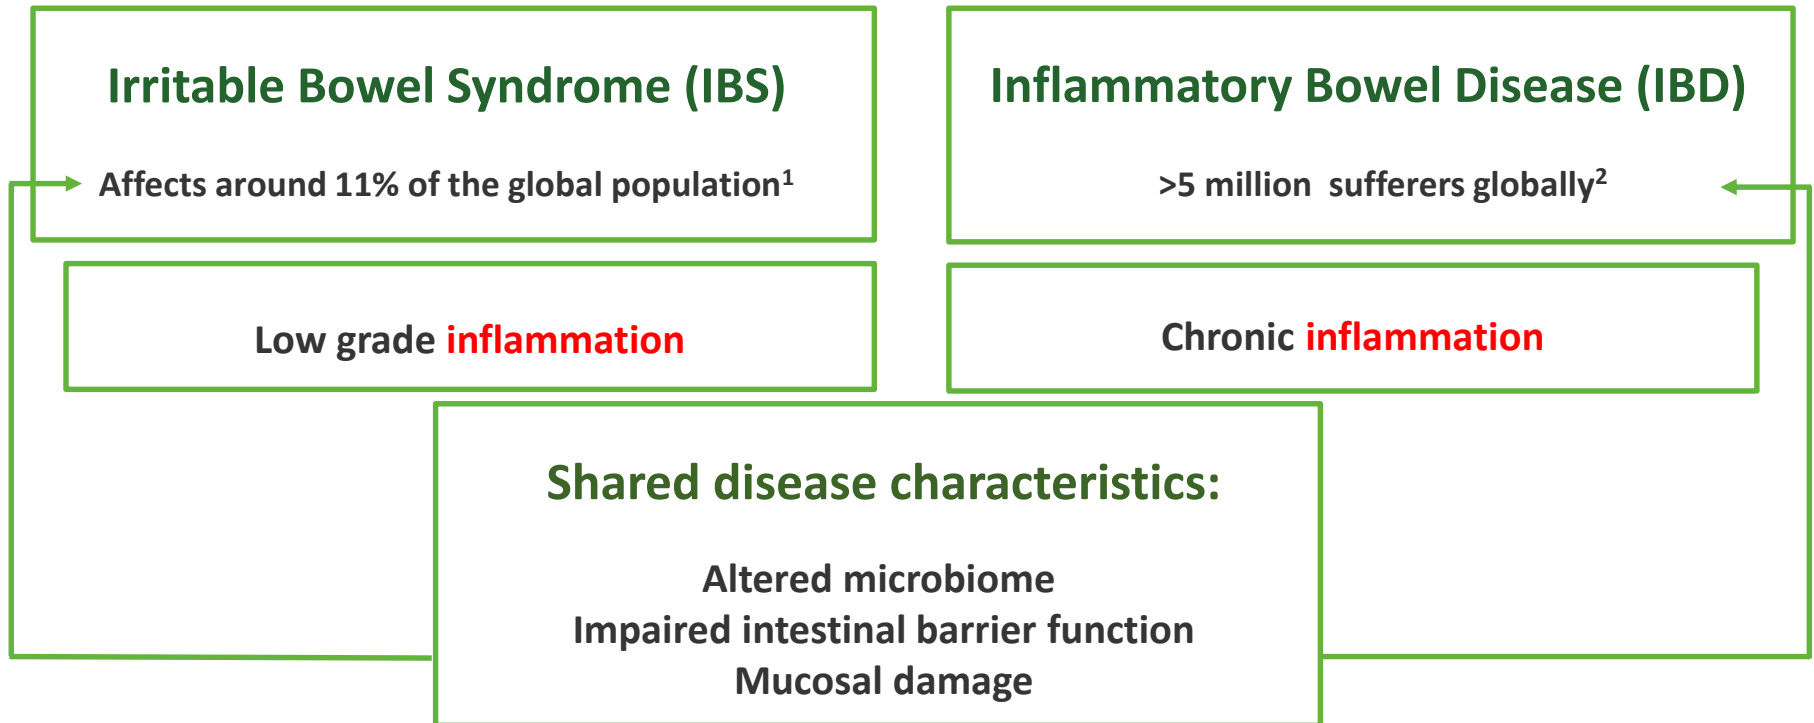 Irritable Bowel Syndrome (IBS)
Affects around 11% of the global population¹
Inflammatory Bowel Disease (IBD)
>5 million  sufferers globally²
Low grade inflammation
Chronic inflammation
Shared disease characteristics:
Altered microbiome
Impaired intestinal barrier function
Mucosal damage